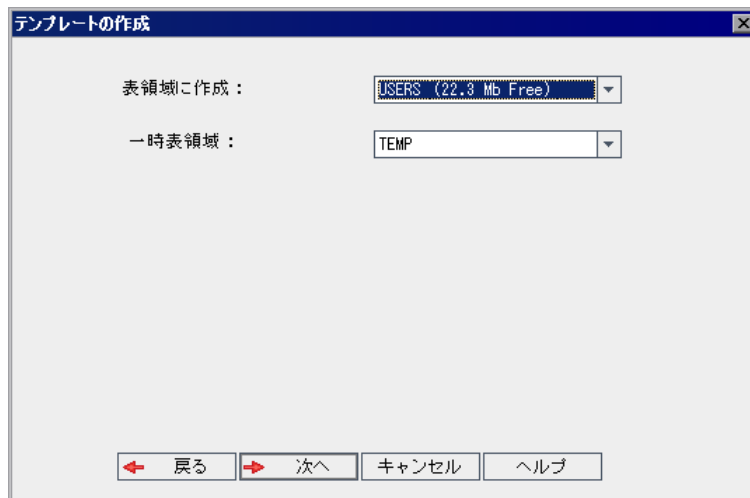 テンプレートの作成
表領域に作成： USERS (22.3 Mb Free)
一時表領域： TEMP
戻る 次へ キャンセル ヘルプ